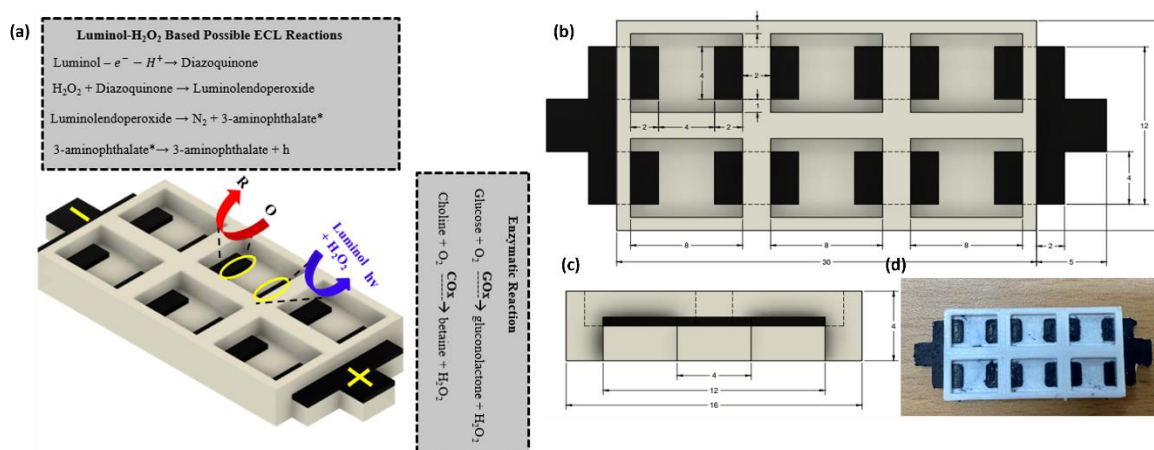 (a)
Luminol-H₂O₂ Based Possible ECL Reactions
Luminol – e⁻ – H⁺→ Diazoquinone
H₂O₂ + Diazoquinone → Luminolendoperoxide
Luminolendoperoxide → N₂ + 3-aminophthalate*
3-aminophthalate*→ 3-aminophthalate + h
R
O
Luminol hν
+ H₂O₂
–
+
Enzymatic Reaction
Glucose + O₂ GOx → gluconolactone + H₂O₂
Choline + O₂ COx → betaine + H₂O₂
(b)
1
4
2
1
2
4
2
12
4
8
8
8
30
2
5
(c)
4
4
12
16
(d)